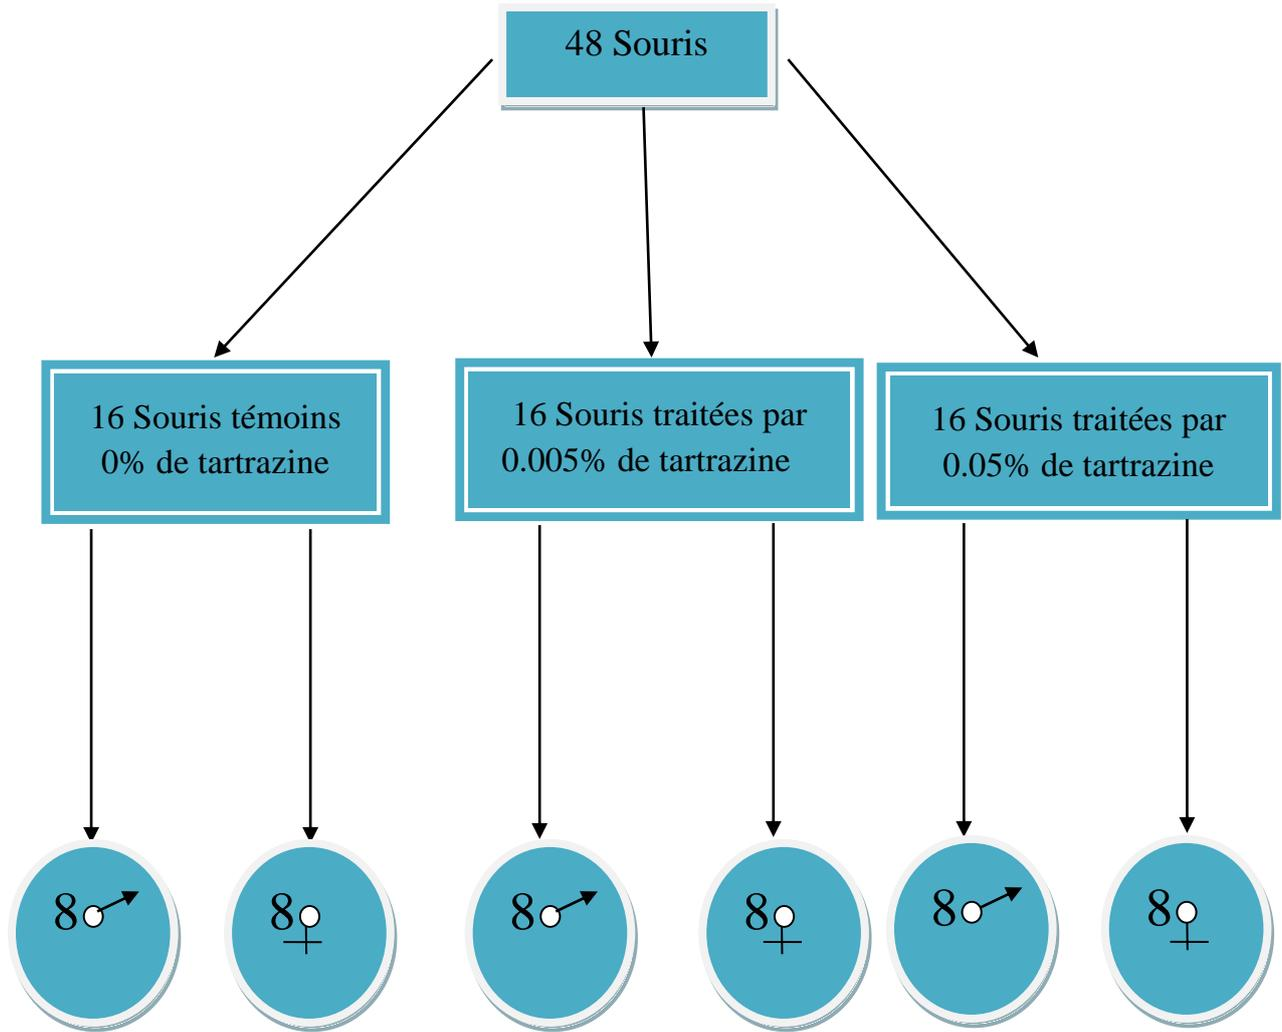 48 Souris
16 Souris témoins
0% de tartrazine
16 Souris traitées par
0.005% de tartrazine
16 Souris traitées par
0.05% de tartrazine
8
8
8
8
8
8